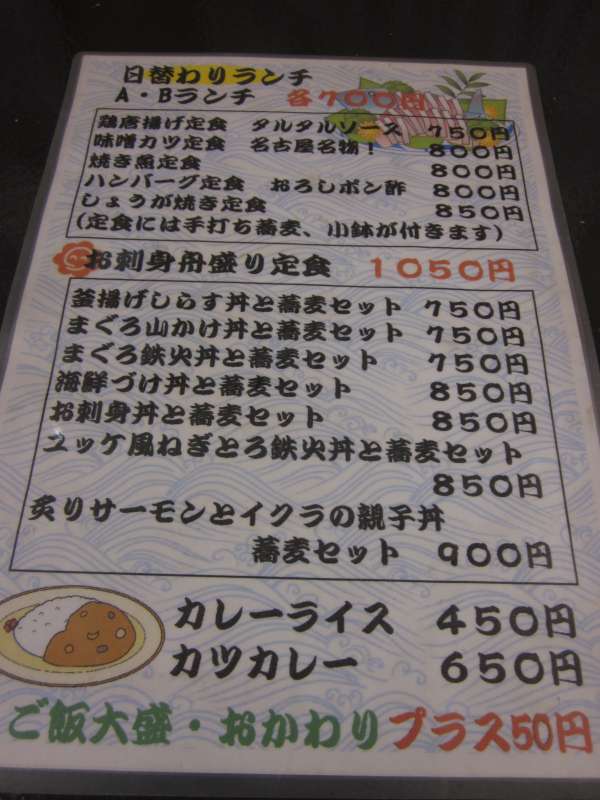 日替わりランチ
A・Bランチ 各700円
鶏唐揚げ定食 タルタルソース 750円
味噌カツ定食 名古屋名物! 800円
焼き魚定食 800円
ハンバーグ定食 おろしポン酢 800円
しょうが焼き定食 850円
(定食には手打ち蕎麦、小鉢が付きます)
お刺身舟盛り定食 1050円
釜揚げしらす丼と蕎麦セット 750円
まぐろ山かけ丼と蕎麦セット 750円
まぐろ鉄火丼と蕎麦セット 750円
海鮮づけ丼と蕎麦セット 850円
お刺身丼と蕎麦セット 850円
ユッケ風ねぎとろ鉄火丼と蕎麦セット
850円
炙りサーモンとイクラの親子丼
蕎麦セット 900円
カレーライス 450円
カツカレー 650円
ご飯大盛・おかわりプラス50円